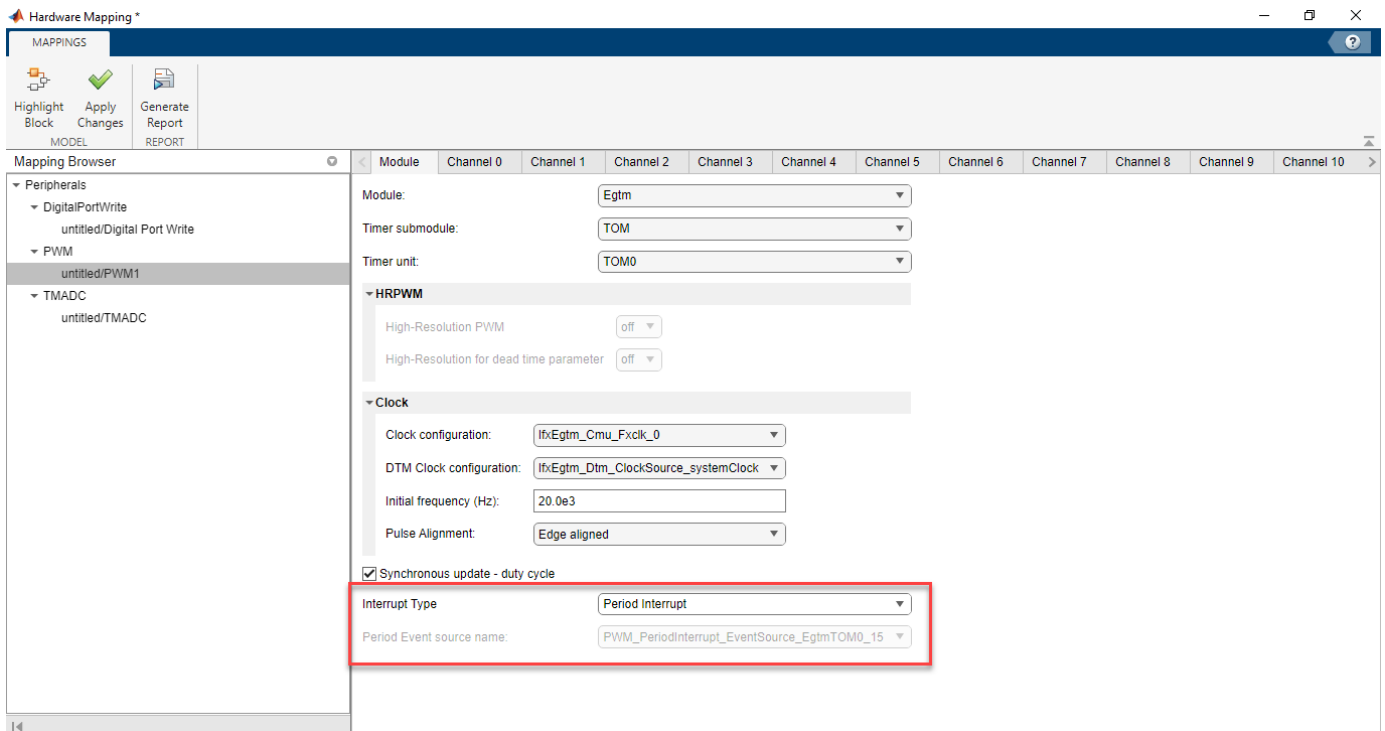 Hardware Mapping *
MAPPINGS
?
Highlight Block
Apply Changes
Generate Report
MODEL
REPORT
Mapping Browser
Peripherals
DigitalPortWrite
untitled/Digital Port Write
PWM
untitled/PWM1
TMADC
untitled/TMADC
Module Channel 0 Channel 1 Channel 2 Channel 3 Channel 4 Channel 5 Channel 6 Channel 7 Channel 8 Channel 9 Channel 10
Module: Egtm
Timer submodule: TOM
Timer unit: TOM0
HRPWM
High-Resolution PWM off
High-Resolution for dead time parameter off
Clock
Clock configuration: IfxEgtm_Cmu_Fxclk_0
DTM Clock configuration: IfxEgtm_Dtm_ClockSource_systemClock
Initial frequency (Hz): 20.0e3
Pulse Alignment: Edge aligned
Synchronous update - duty cycle
Interrupt Type Period Interrupt
Period Event source name: PWM_PeriodInterrupt_EventSource_EgtmTOM0_15